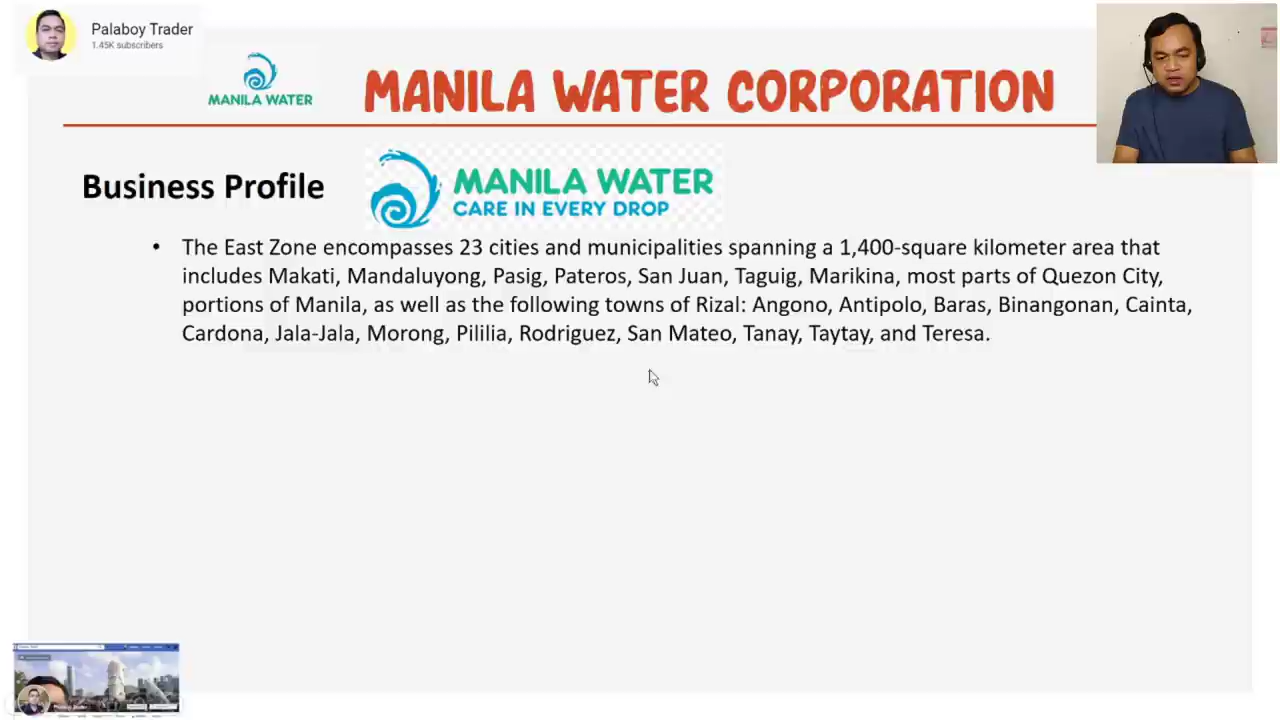 Palaboy Trader
1.45K subscribers
MANILA WATER
MANILA WATER CORPORATION
Business Profile
MANILA WATER
CARE IN EVERY DROP
• The East Zone encompasses 23 cities and municipalities spanning a 1,400-square kilometer area that
includes Makati, Mandaluyong, Pasig, Pateros, San Juan, Taguig, Marikina, most parts of Quezon City,
portions of Manila, as well as the following towns of Rizal: Angono, Antipolo, Baras, Binangonan, Cainta,
Cardona, Jala-Jala, Morong, Pililia, Rodriguez, San Mateo, Tanay, Taytay, and Teresa.